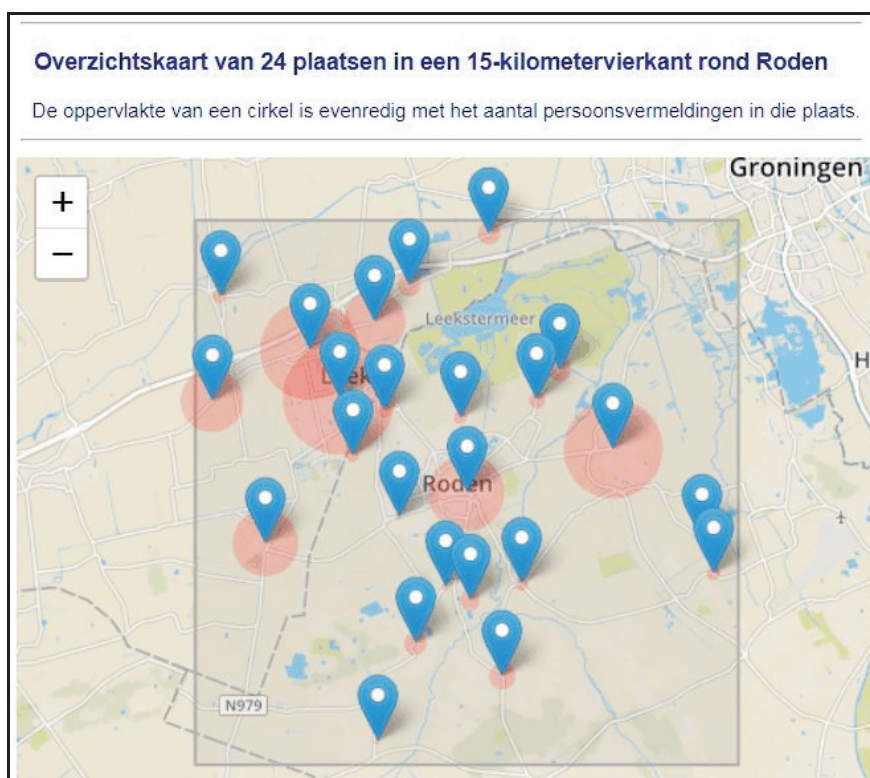 Overzichtskaart van 24 plaatsen in een 15-kilometervierkant rond Roden
De oppervlakte van een cirkel is evenredig met het aantal persoonsvermeldingen in die plaats.
Groningen
+
−
Leekstermeer
H
Roden
N979